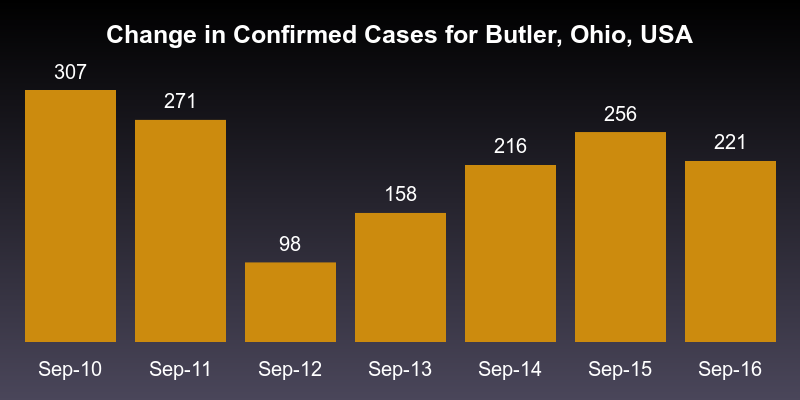 Change in Confirmed Cases for Butler, Ohio, USA
307
271
98
158
216
256
221
Sep-10
Sep-11
Sep-12
Sep-13
Sep-14
Sep-15
Sep-16